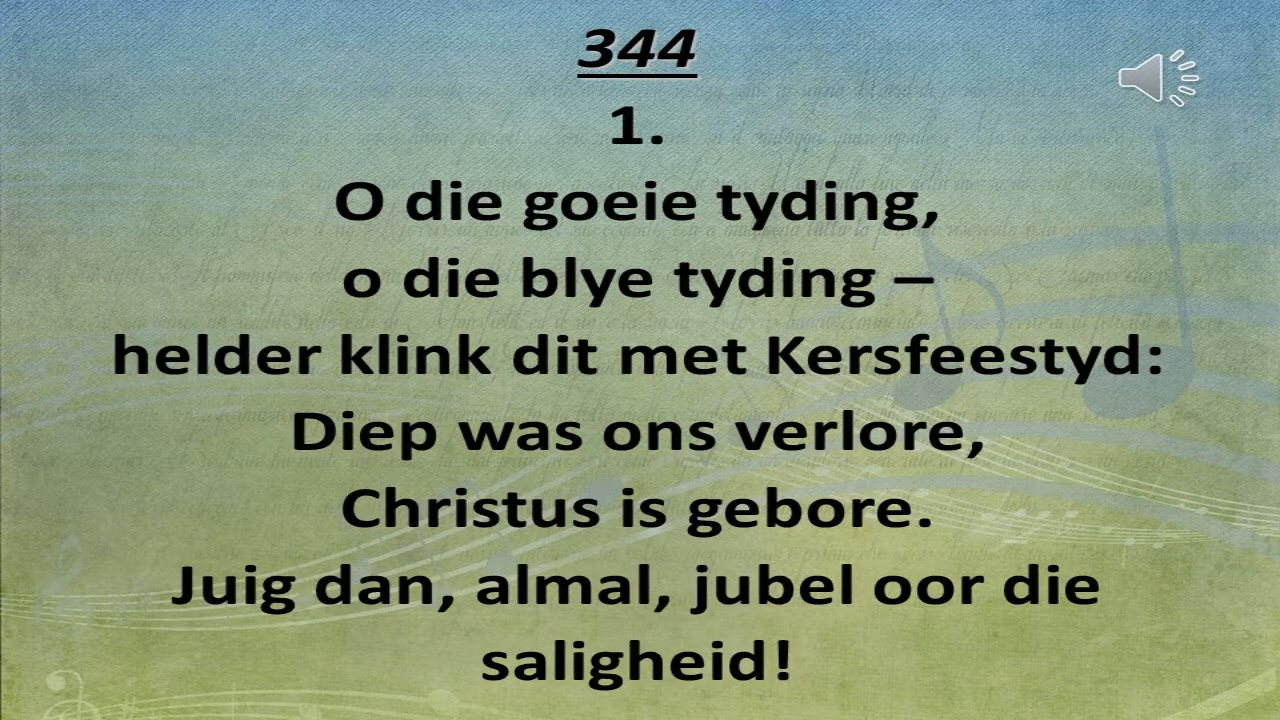 344
1.
O die goeie tyding,
o die blye tyding –
helder klink dit met Kersfeestyd:
Diep was ons verlore,
Christus is gebore.
Juig dan, almal, jubel oor die
saligheid!